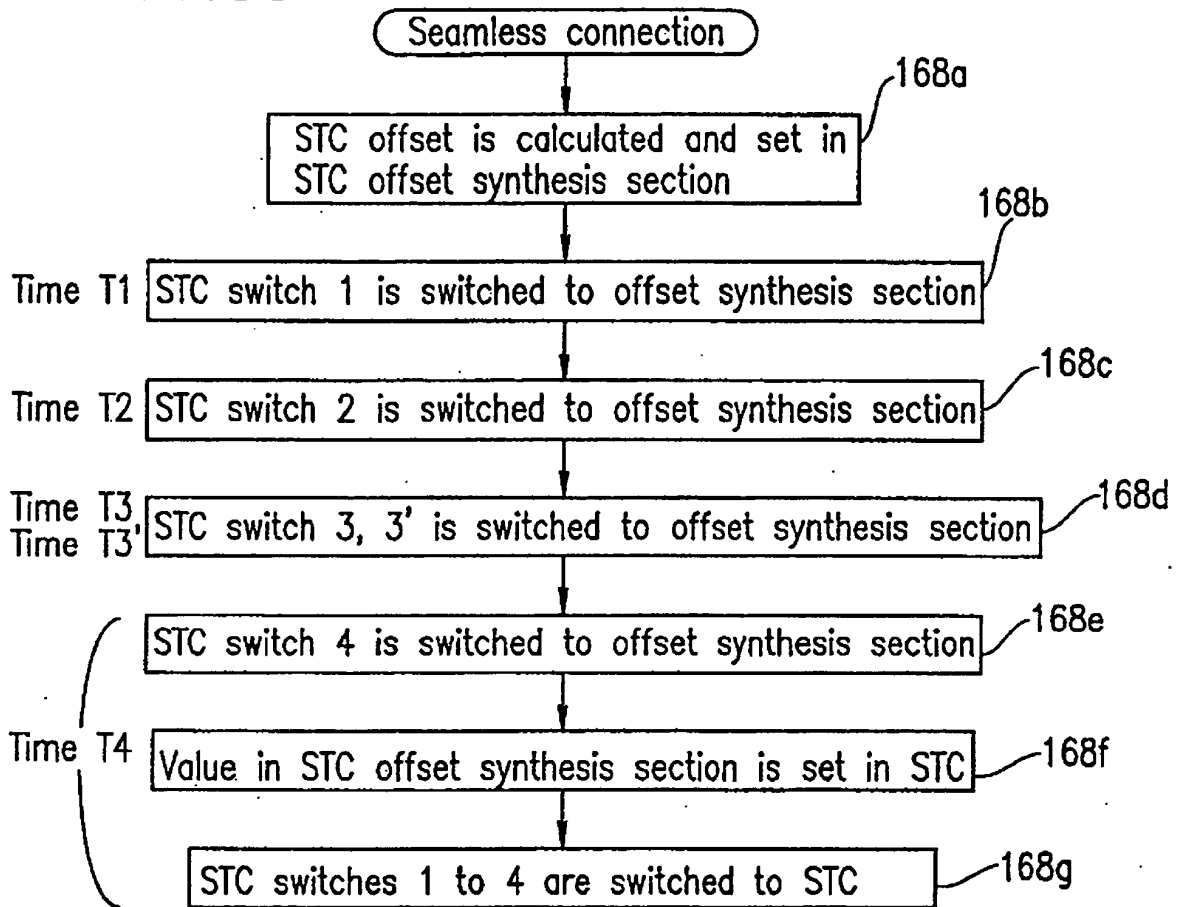 Seamless connection
168a
STC offset is calculated and set in
STC offset synthesis section
168b
Time T1
STC switch 1 is switched to offset synthesis section
168c
Time T2
STC switch 2 is switched to offset synthesis section
168d
Time T3
Time T3'
STC switch 3, 3' is switched to offset synthesis section
168e
STC switch 4 is switched to offset synthesis section
Time T4
168f
Value in STC offset synthesis section is set in STC
168g
STC switches 1 to 4 are switched to STC